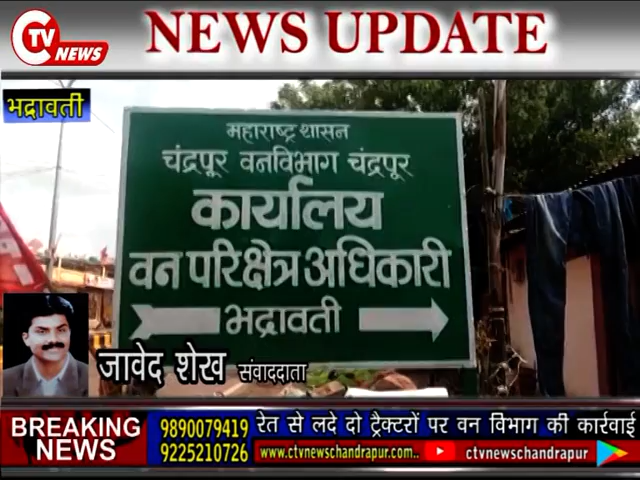 C TV NEWS
NEWS UPDATE
भद्रावती
महाराष्ट्र शासन
चंद्रपूर वनविभाग चंद्रपूर
कार्यालय
वन परिक्षेत्र अधिकारी
भद्रावती
जावेद शेख संवाददाता
BREAKING NEWS
9890079419
9225210726
रेत से लदे दो ट्रैक्टरों पर वन विभाग की कार्रवाई
www.ctvnewschandrapur.com
ctvnewschandrapur